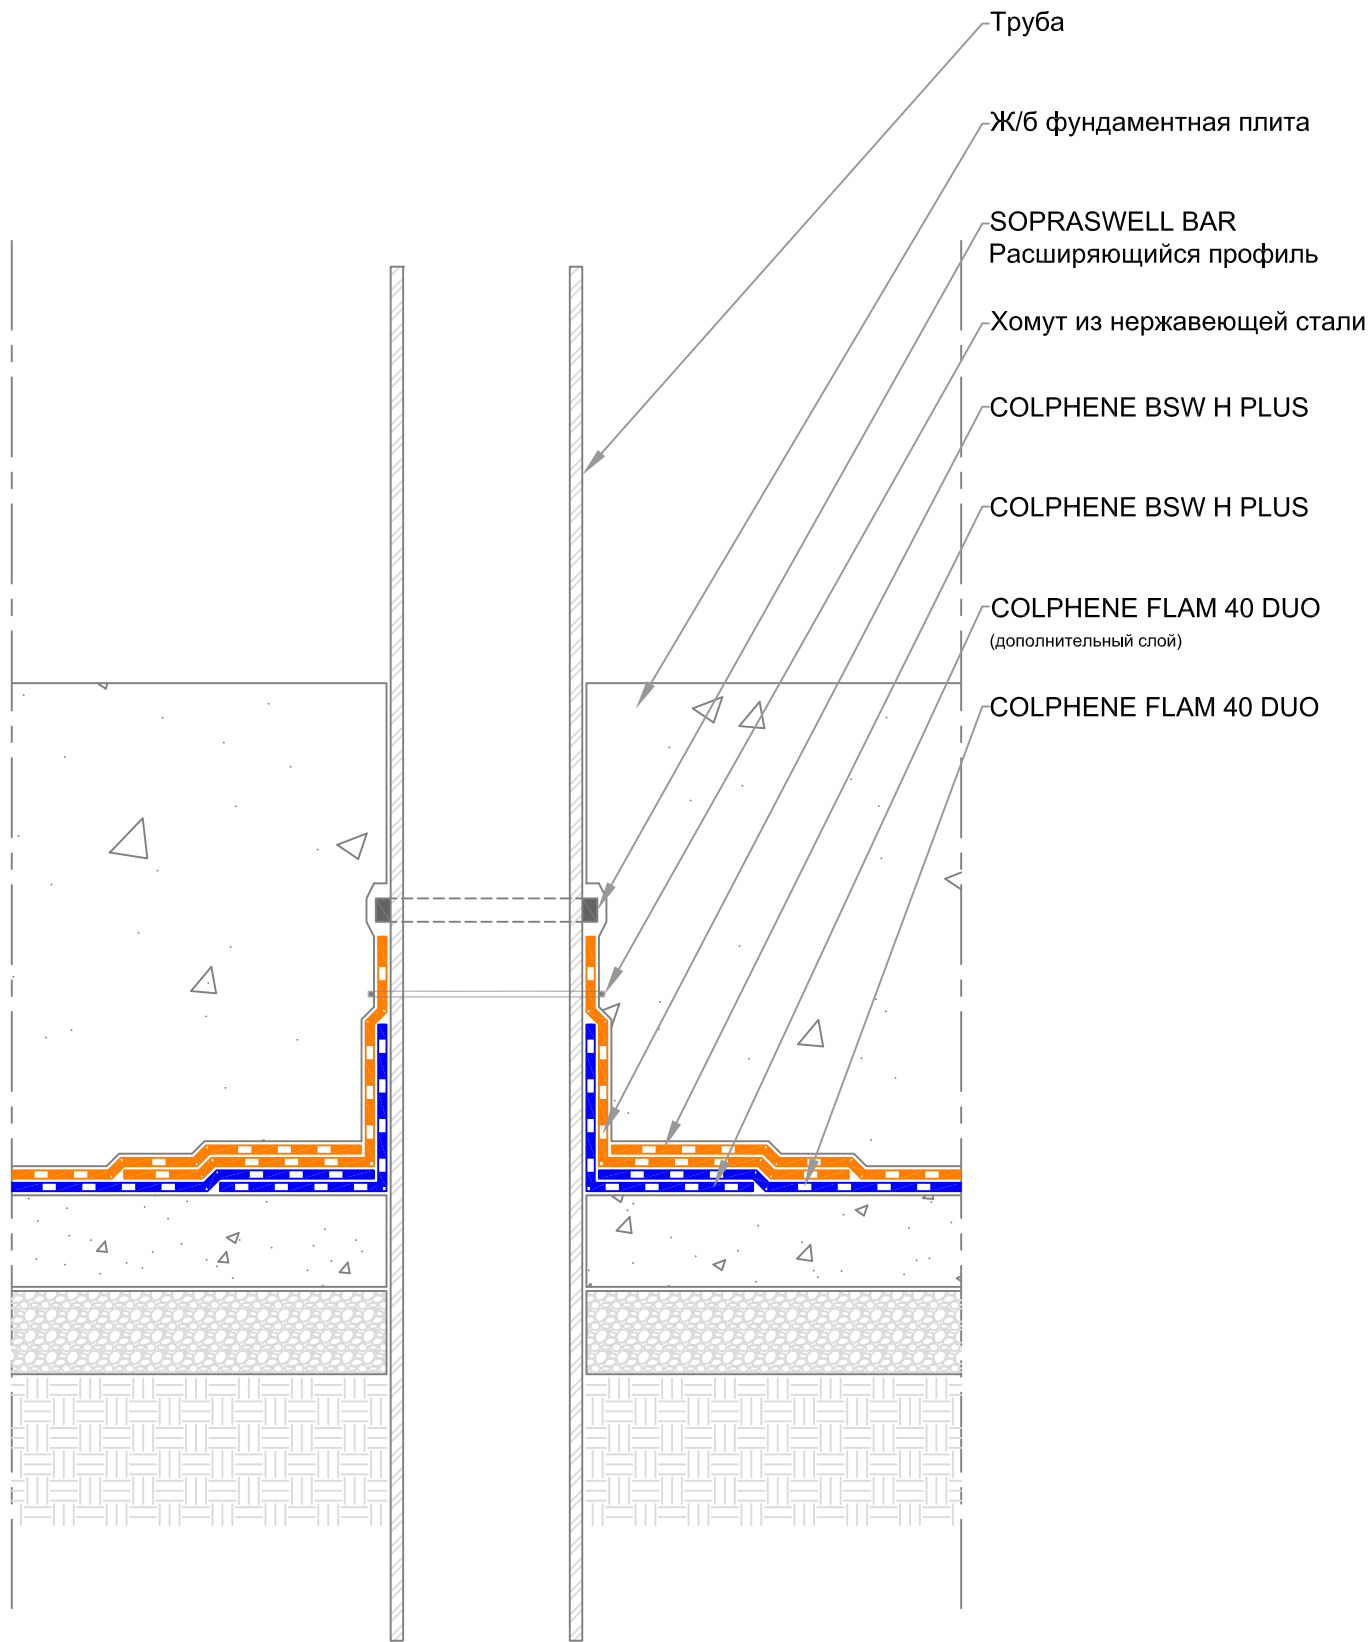 Труба
Ж/б фундаментная плита
SOPRASWELL BAR
Расширяющийся профиль
Хомут из нержавеющей стали
COLPHENE BSW H PLUS
COLPHENE BSW H PLUS
COLPHENE FLAM 40 DUO
(дополнительный слой)
COLPHENE FLAM 40 DUO